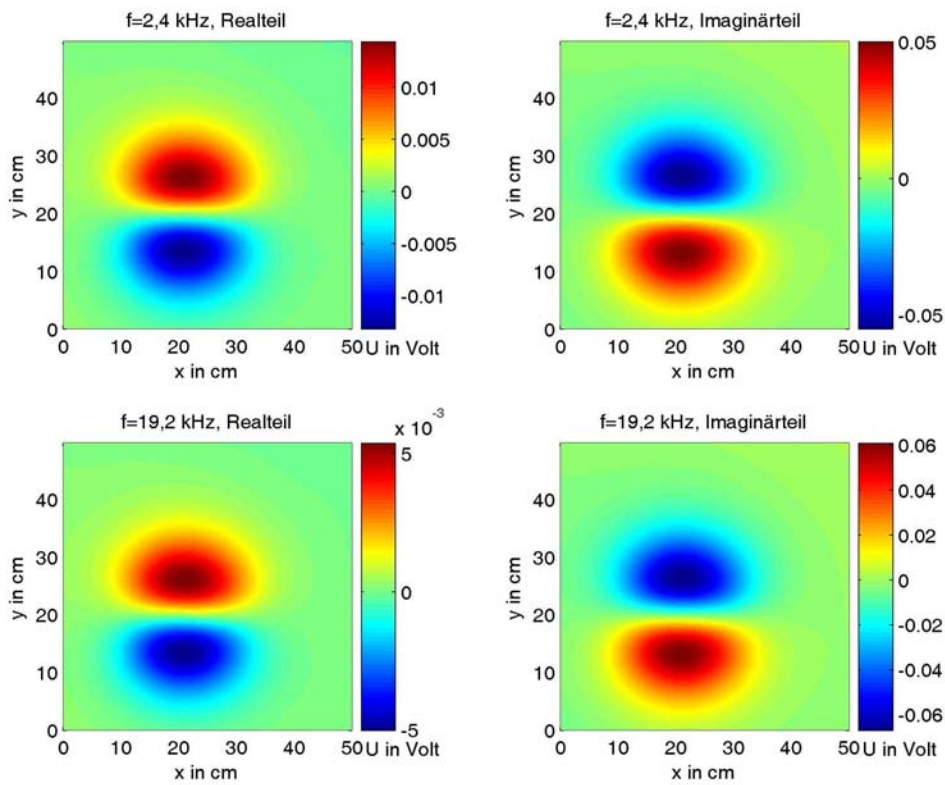 f=2,4 kHz, Realteil
y in cm
40
30
20
10
0
0 10 20 30 40 50
x in cm
0.01
0.005
0
-0.005
-0.01
U in Volt
f=2,4 kHz, Imaginärteil
y in cm
40
30
20
10
0
0 10 20 30 40 50
x in cm
0.05
0
-0.05
U in Volt
f=19,2 kHz, Realteil
y in cm
40
30
20
10
0
0 10 20 30 40 50
x in cm
x 10⁻³
5
0
-5
U in Volt
f=19,2 kHz, Imaginärteil
y in cm
40
30
20
10
0
0 10 20 30 40 50
x in cm
0.06
0.04
0.02
0
-0.02
-0.04
-0.06
U in Volt